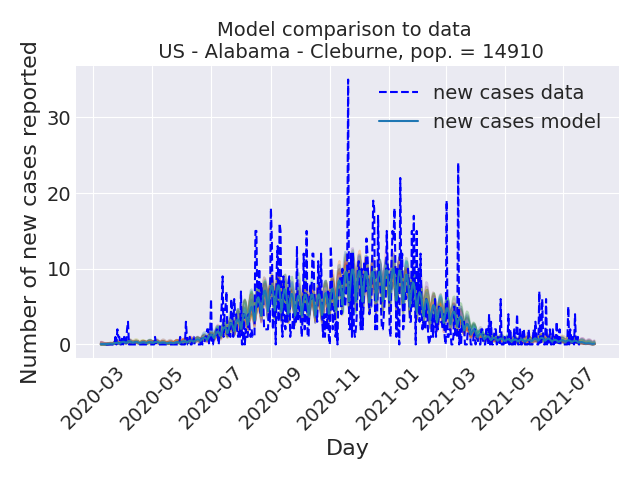 Model comparison to data
US - Alabama - Cleburne, pop. = 14910
Number of new cases reported
30
20
10
0
new cases data
new cases model
2020-03
2020-05
2020-07
2020-09
2020-11
2021-01
2021-03
2021-05
2021-07
Day